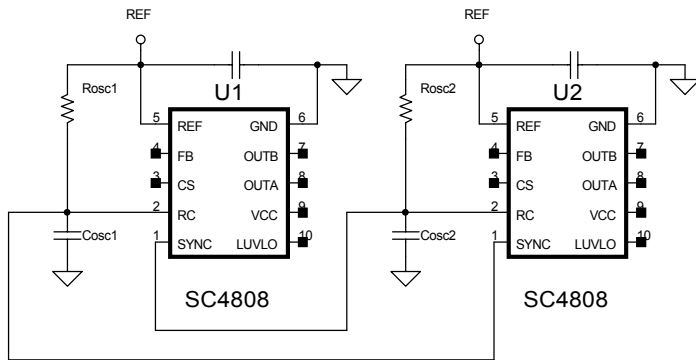 REF
REF
Rosc1
U1
Rosc2
U2
5 REF GND 6
5 REF GND 6
4 FB OUTB 7
4 FB OUTB 7
3 CS OUTA 8
3 CS OUTA 8
2 RC VCC 9
2 RC VCC 9
Cosc1
1 SYNC LUVLO 10
Cosc2
1 SYNC LUVLO 10
SC4808
SC4808